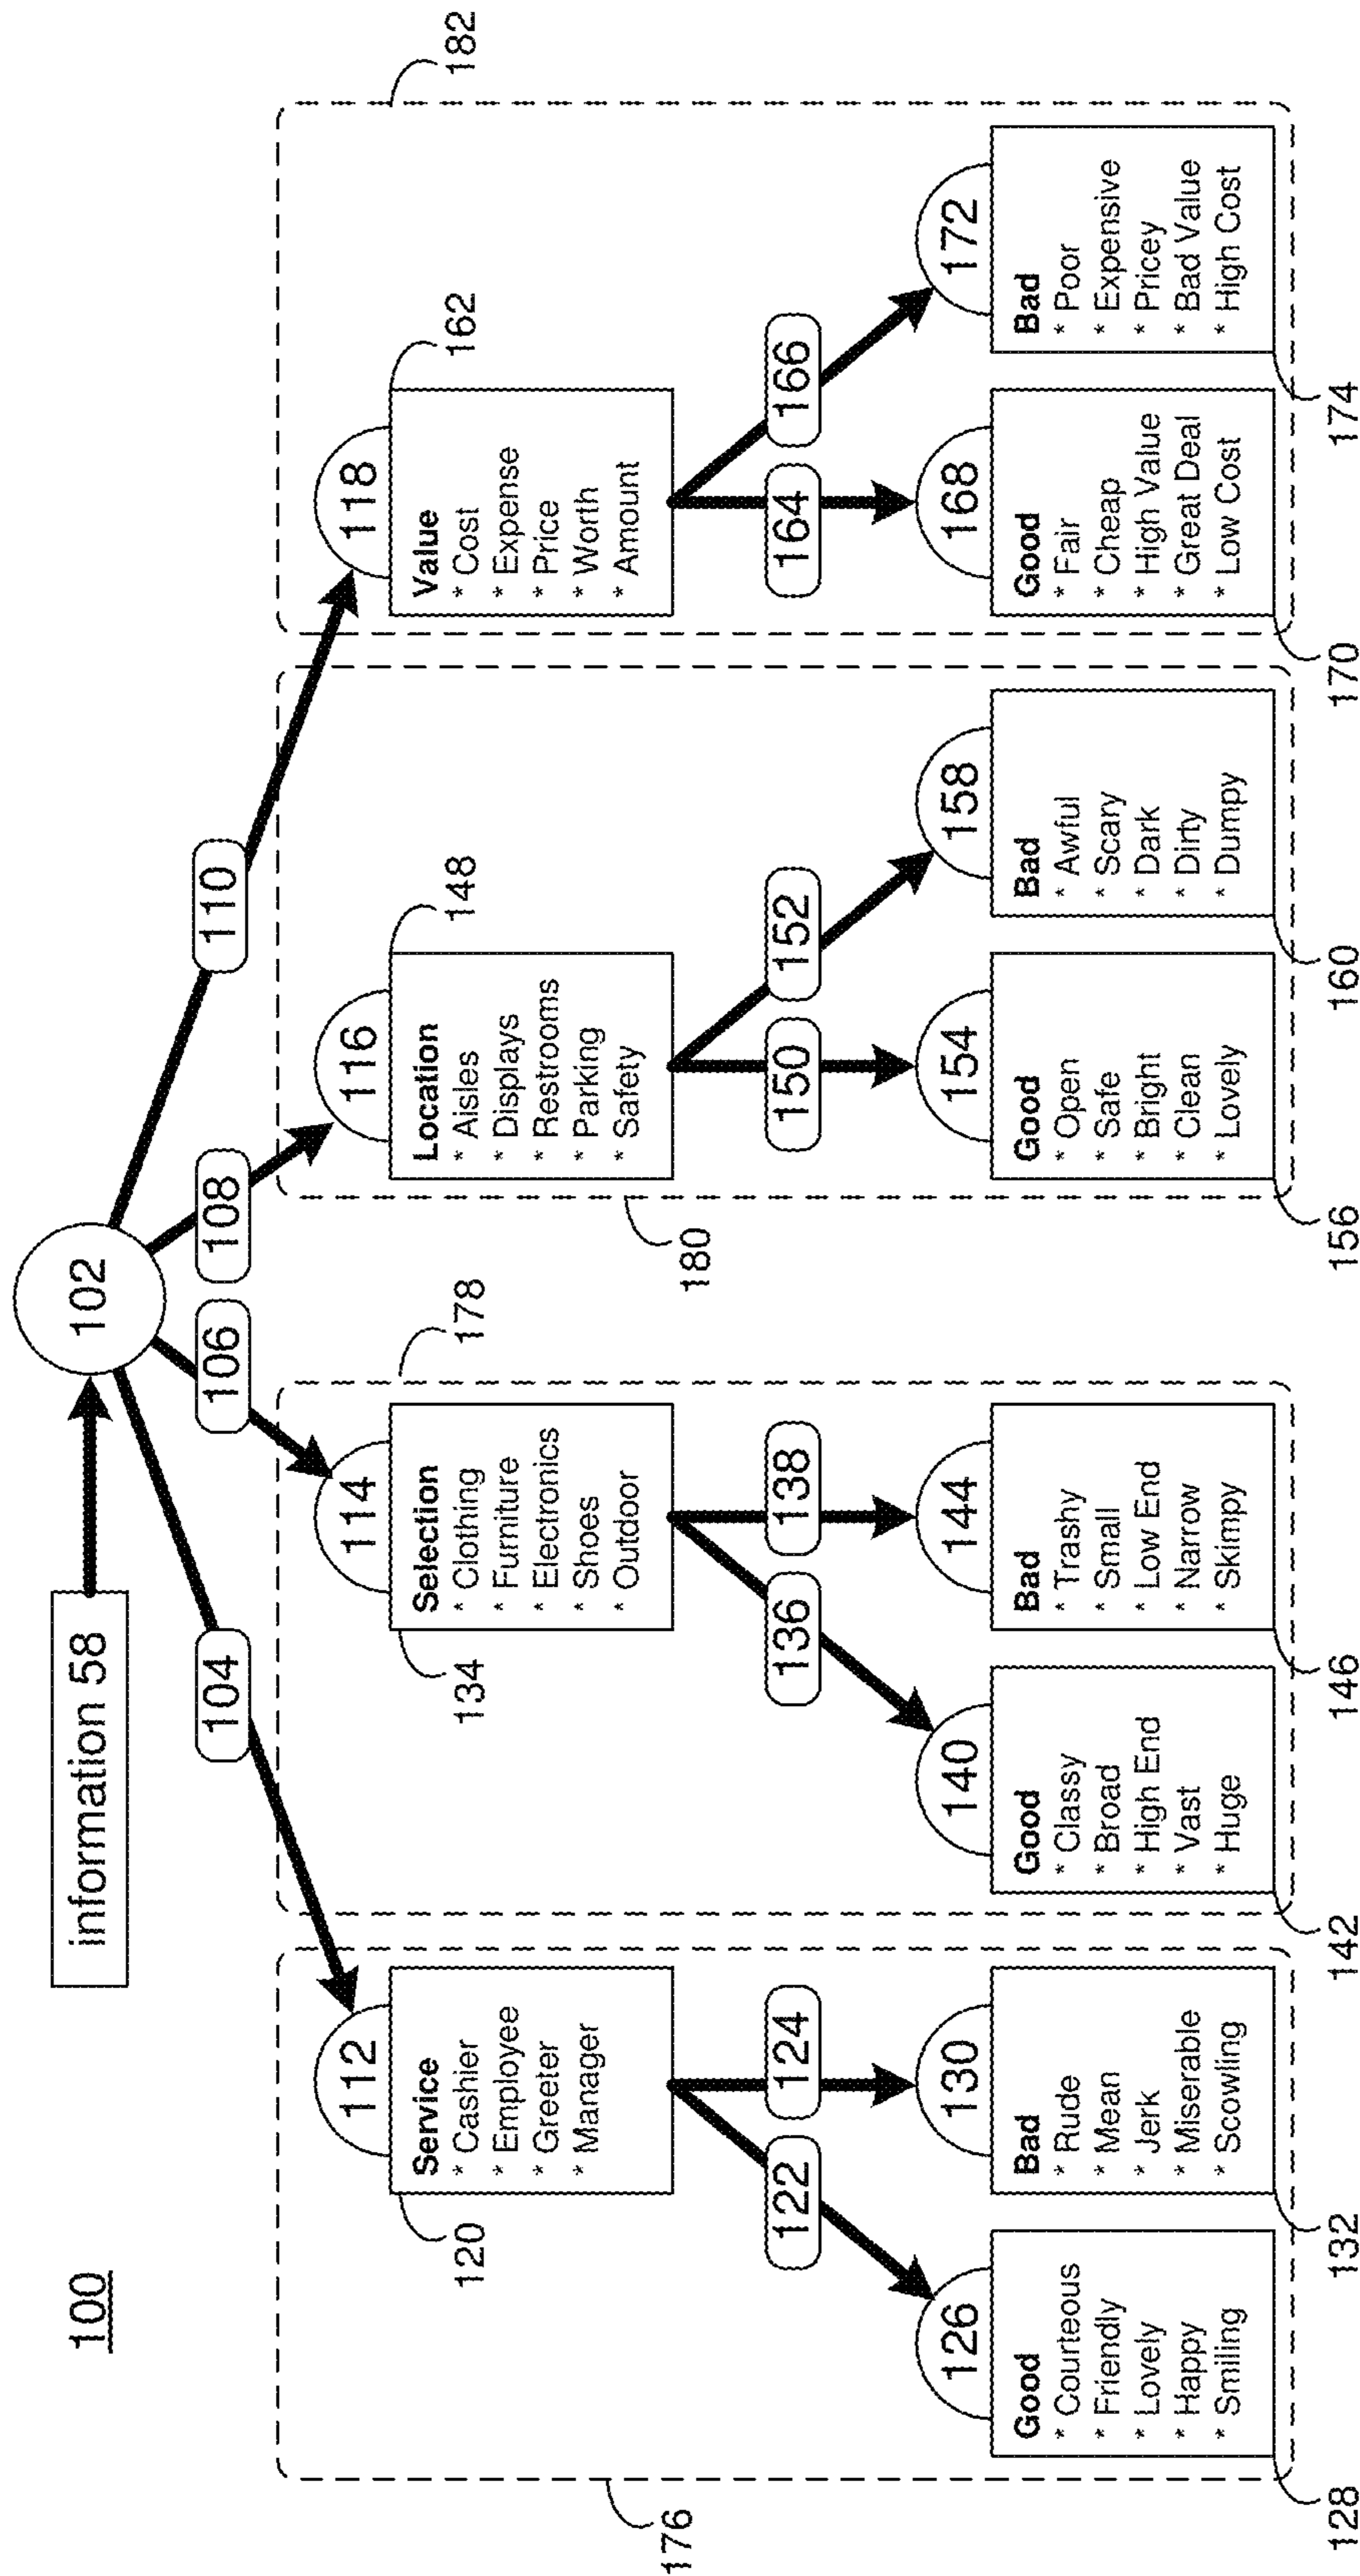 100
information 58
102
104
106
108
110
182
112
Service
* Cashier
* Employee
* Greeter
* Manager
120
114
Selection
* Clothing
* Furniture
* Electronics
* Shoes
* Outdoor
134
178
116
Location
* Aisles
* Displays
* Restrooms
* Parking
* Safety
148
118
Value
* Cost
* Expense
* Price
* Worth
* Amount
162
176
122
124
136
138
180
150
152
164
166
126
Good
* Courteous
* Friendly
* Lovely
* Happy
* Smiling
128
130
Bad
* Rude
* Mean
* Jerk
* Miserable
* Scowling
132
140
Good
* Classy
* Broad
* High End
* Vast
* Huge
142
144
Bad
* Trashy
* Small
* Low End
* Narrow
* Skimpy
146
154
Good
* Open
* Safe
* Bright
* Clean
* Lovely
156
158
Bad
* Awful
* Scary
* Dark
* Dirty
* Dumpy
160
168
Good
* Fair
* Cheap
* High Value
* Great Deal
* Low Cost
170
172
Bad
* Poor
* Expensive
* Pricey
* Bad Value
* High Cost
174